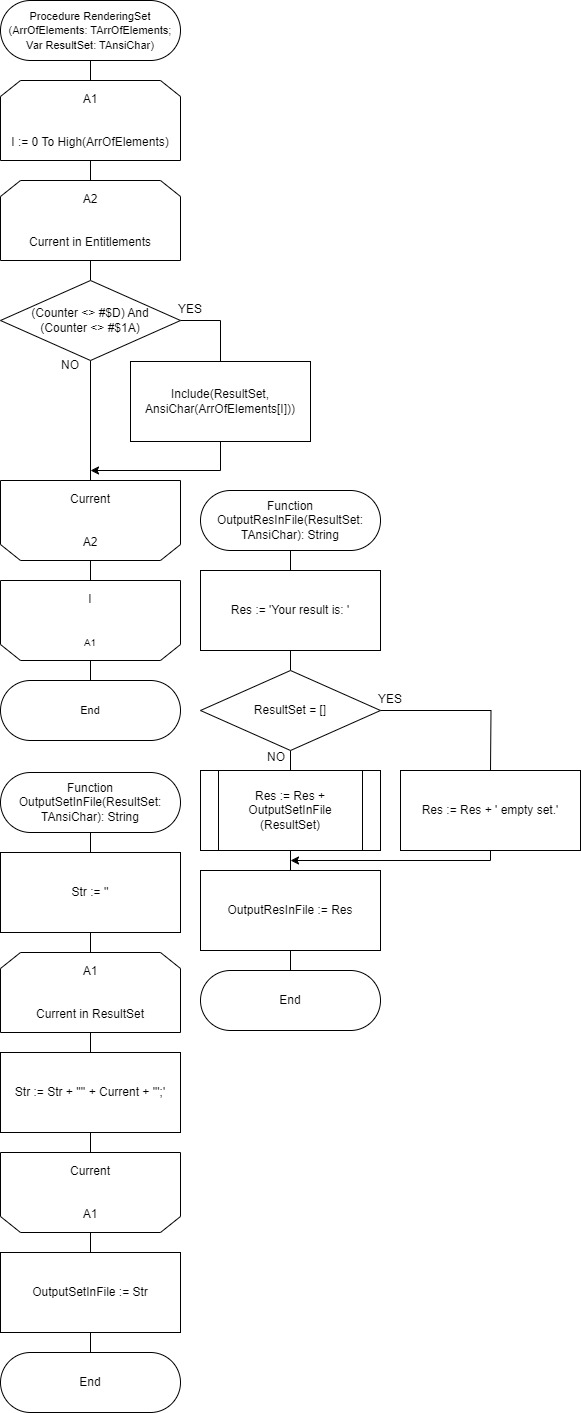 Procedure RenderingSet
(ArrOfElements: TArrOfElements;
Var ResultSet: TAnsiChar)
A1
I := 0 To High(ArrOfElements)
A2
Current in Entitlements
(Counter <> #$D) And
(Counter <> #$1A)
YES
NO
Include(ResultSet,
AnsiChar(ArrOfElements[I]))
Current
A2
I
A1
End
Function
OutputResInFile(ResultSet:
TAnsiChar): String
Res := 'Your result is: '
ResultSet = []
YES
NO
Res := Res +
OutputSetInFile
(ResultSet)
Res := Res + ' empty set.'
OutputResInFile := Res
End
Function
OutputSetInFile(ResultSet:
TAnsiChar): String
Str := ''
A1
Current in ResultSet
Str := Str + '''' + Current + ''';'
Current
A1
OutputSetInFile := Str
End